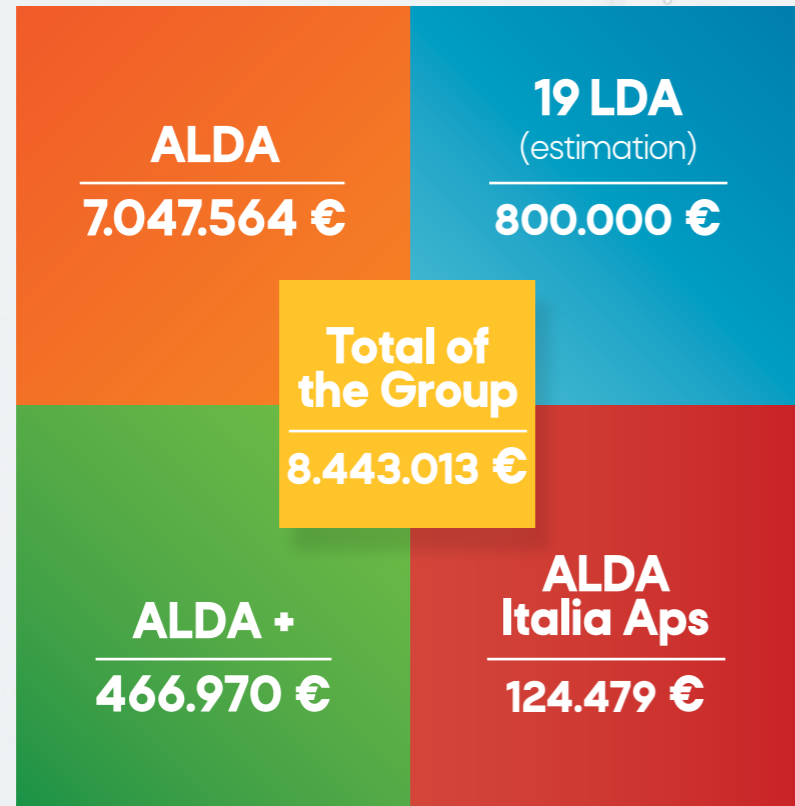 ALDA
7.047.564 €
19 LDA
(estimation)
800.000 €
Total of
the Group
8.443.013 €
ALDA +
466.970 €
ALDA
Italia Aps
124.479 €